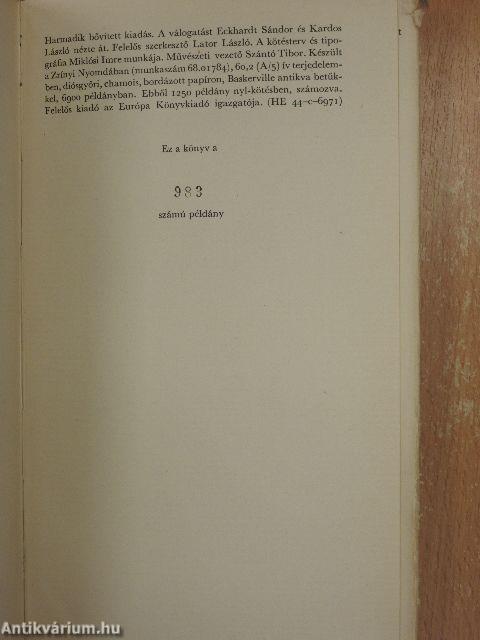 Harmadik bővített kiadás. A válogatást Eckhardt Sándor és Kardos
László nézte át. Felelős szerkesztő Lator László. A kötésterv és tipo-
gráfia Miklósi Imre munkája. Művészeti vezető Szántó Tibor. Készült
a Zrínyi Nyomdában (munkaszám 68.01784), 60,2 (A/5) ív terjedelem-
ben, diósgyőri, chamois, bordázott papíron, Baskerville antikva betűk-
kel, 6900 példányban. Ebből 1250 példány nyl-kötésben, számozva.
Felelős kiadó az Európa Könyvkiadó igazgatója. (HE 44-c-6971)
Ez a könyv a
983
számú példány
Antikvárium.hu